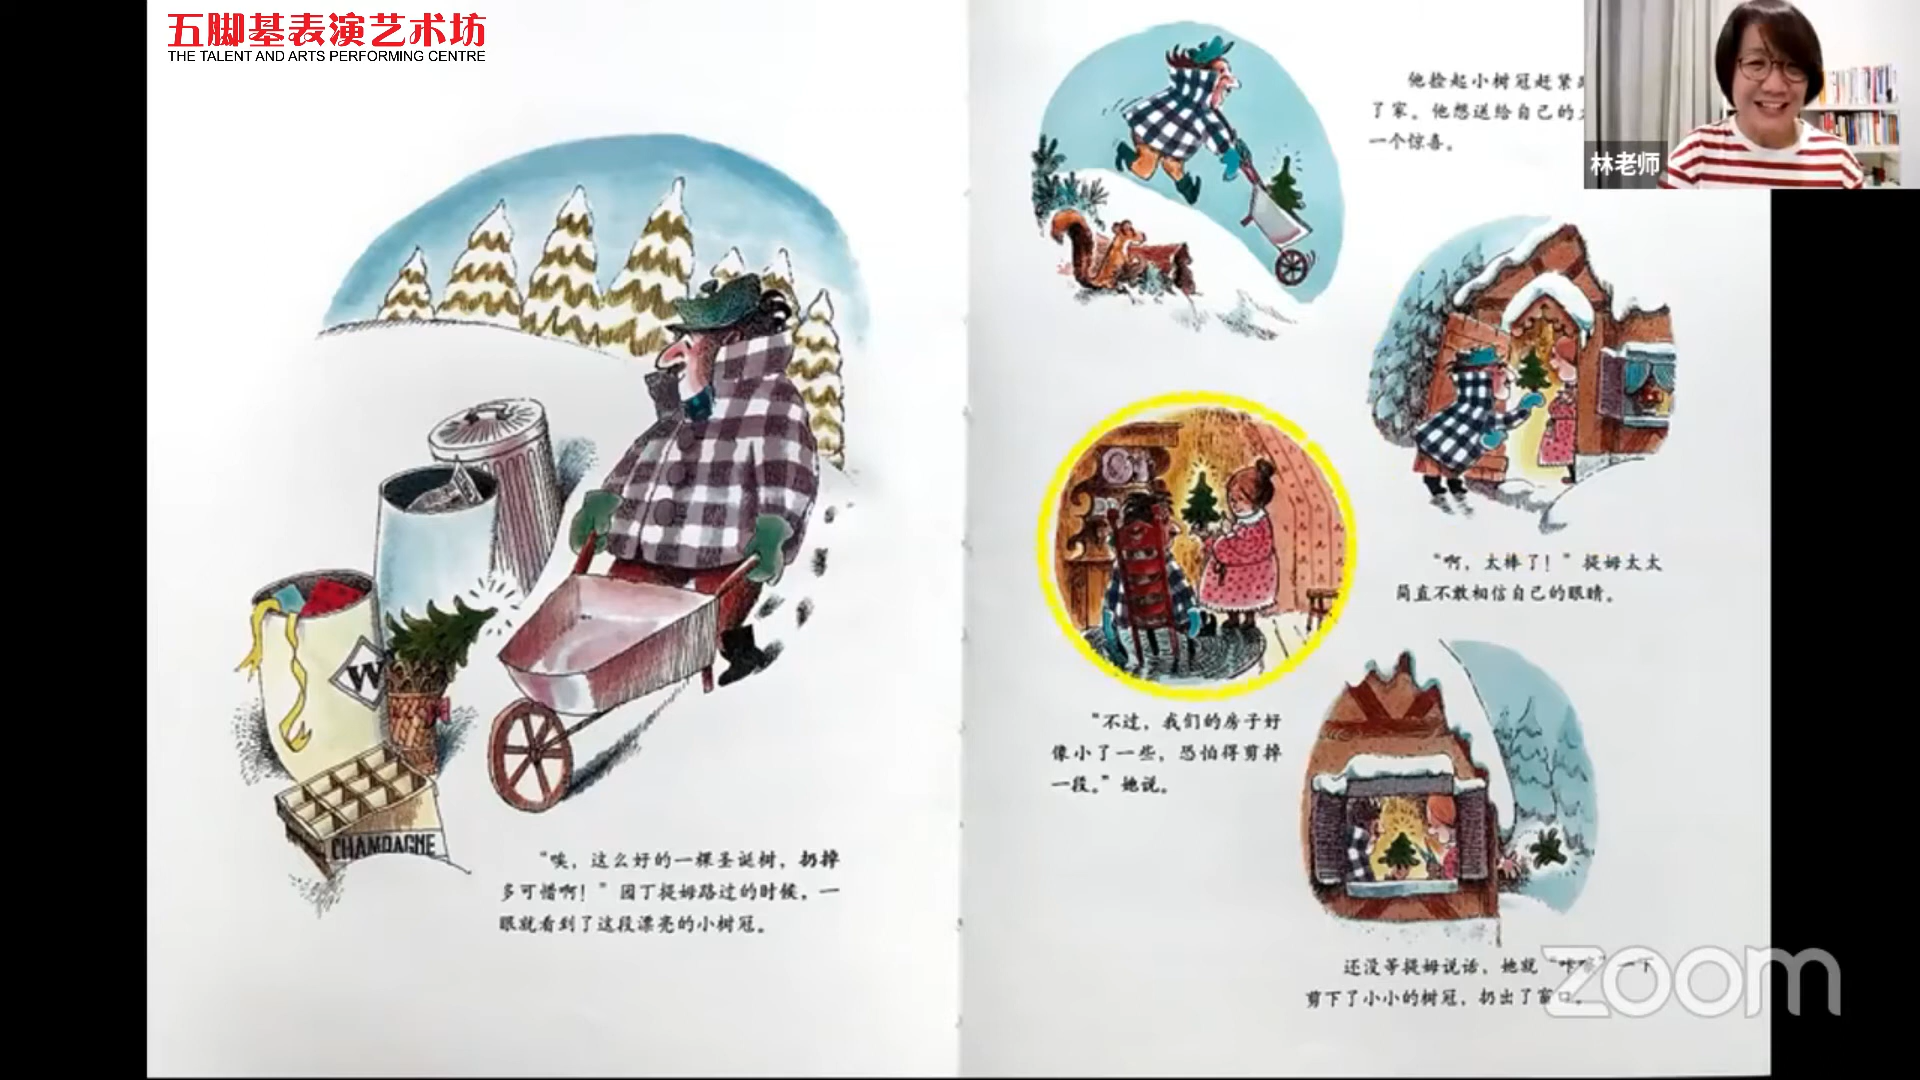 五脚基表演艺术坊
THE TALENT AND ARTS PERFORMING CENTRE
W
CHAMPAGNE
“唉，这么好的一棵圣诞树，扔掉
多可惜啊！”园丁提姆路过的时候，一
眼就看到了这段漂亮的小树冠。
他捡起小树冠赶紧
了家。他想送给自己的
一个惊喜。
林老师
“啊，太棒了！”提姆太太
简直不敢相信自己的眼睛。
“不过，我们的房子好
像小了一些，恐怕得剪掉
一段。”她说。
还没等提姆说话，她就“咔嚓”一下
剪下了小小的树冠，扔出了窗口。
zoom